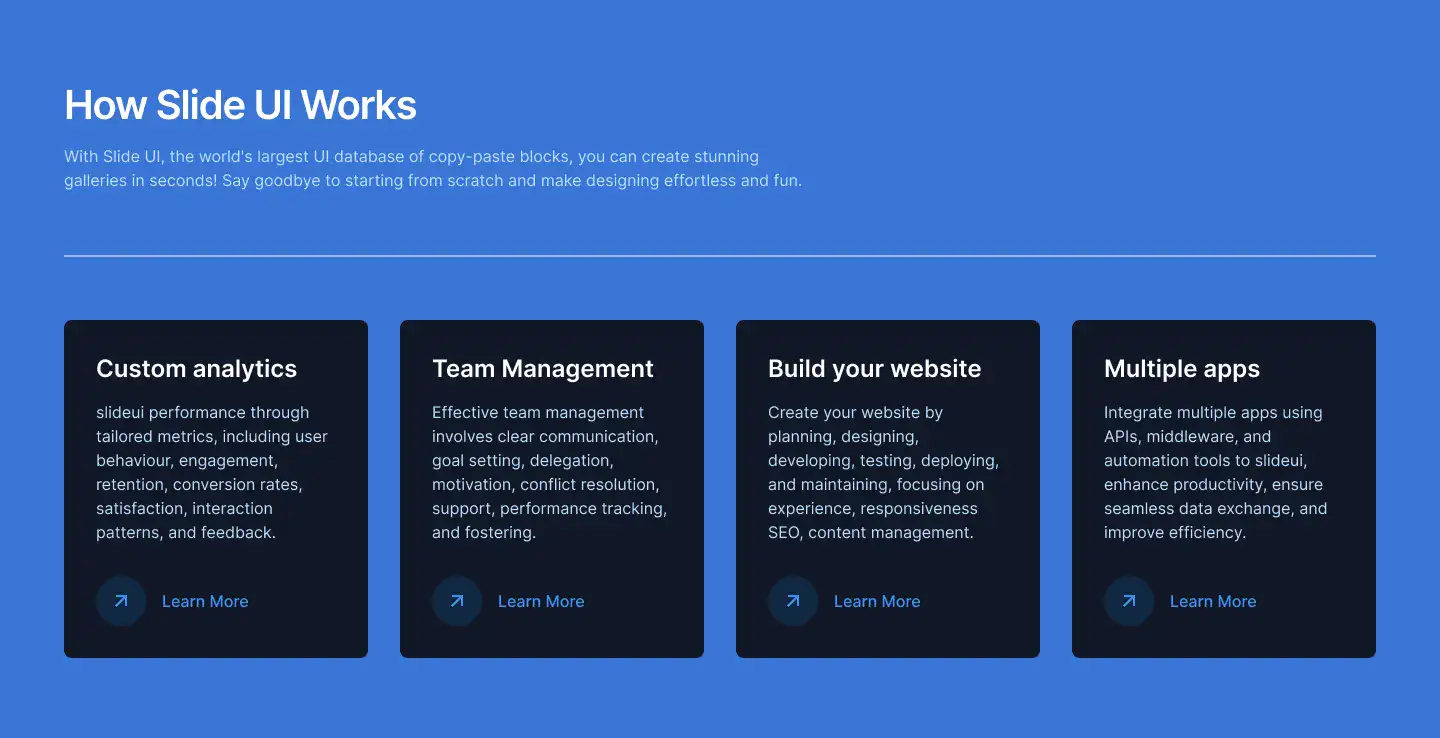 How Slide UI Works
With Slide UI, the world's largest UI database of copy-paste blocks, you can create stunning
galleries in seconds! Say goodbye to starting from scratch and make designing effortless and fun.
Custom analytics
slideui performance through
tailored metrics, including user
behaviour, engagement,
retention, conversion rates,
satisfaction, interaction
patterns, and feedback.
Learn More
Team Management
Effective team management
involves clear communication,
goal setting, delegation,
motivation, conflict resolution,
support, performance tracking,
and fostering.
Learn More
Build your website
Create your website by
planning, designing,
developing, testing, deploying,
and maintaining, focusing on
experience, responsiveness
SEO, content management.
Learn More
Multiple apps
Integrate multiple apps using
APIs, middleware, and
automation tools to slideui,
enhance productivity, ensure
seamless data exchange, and
improve efficiency.
Learn More